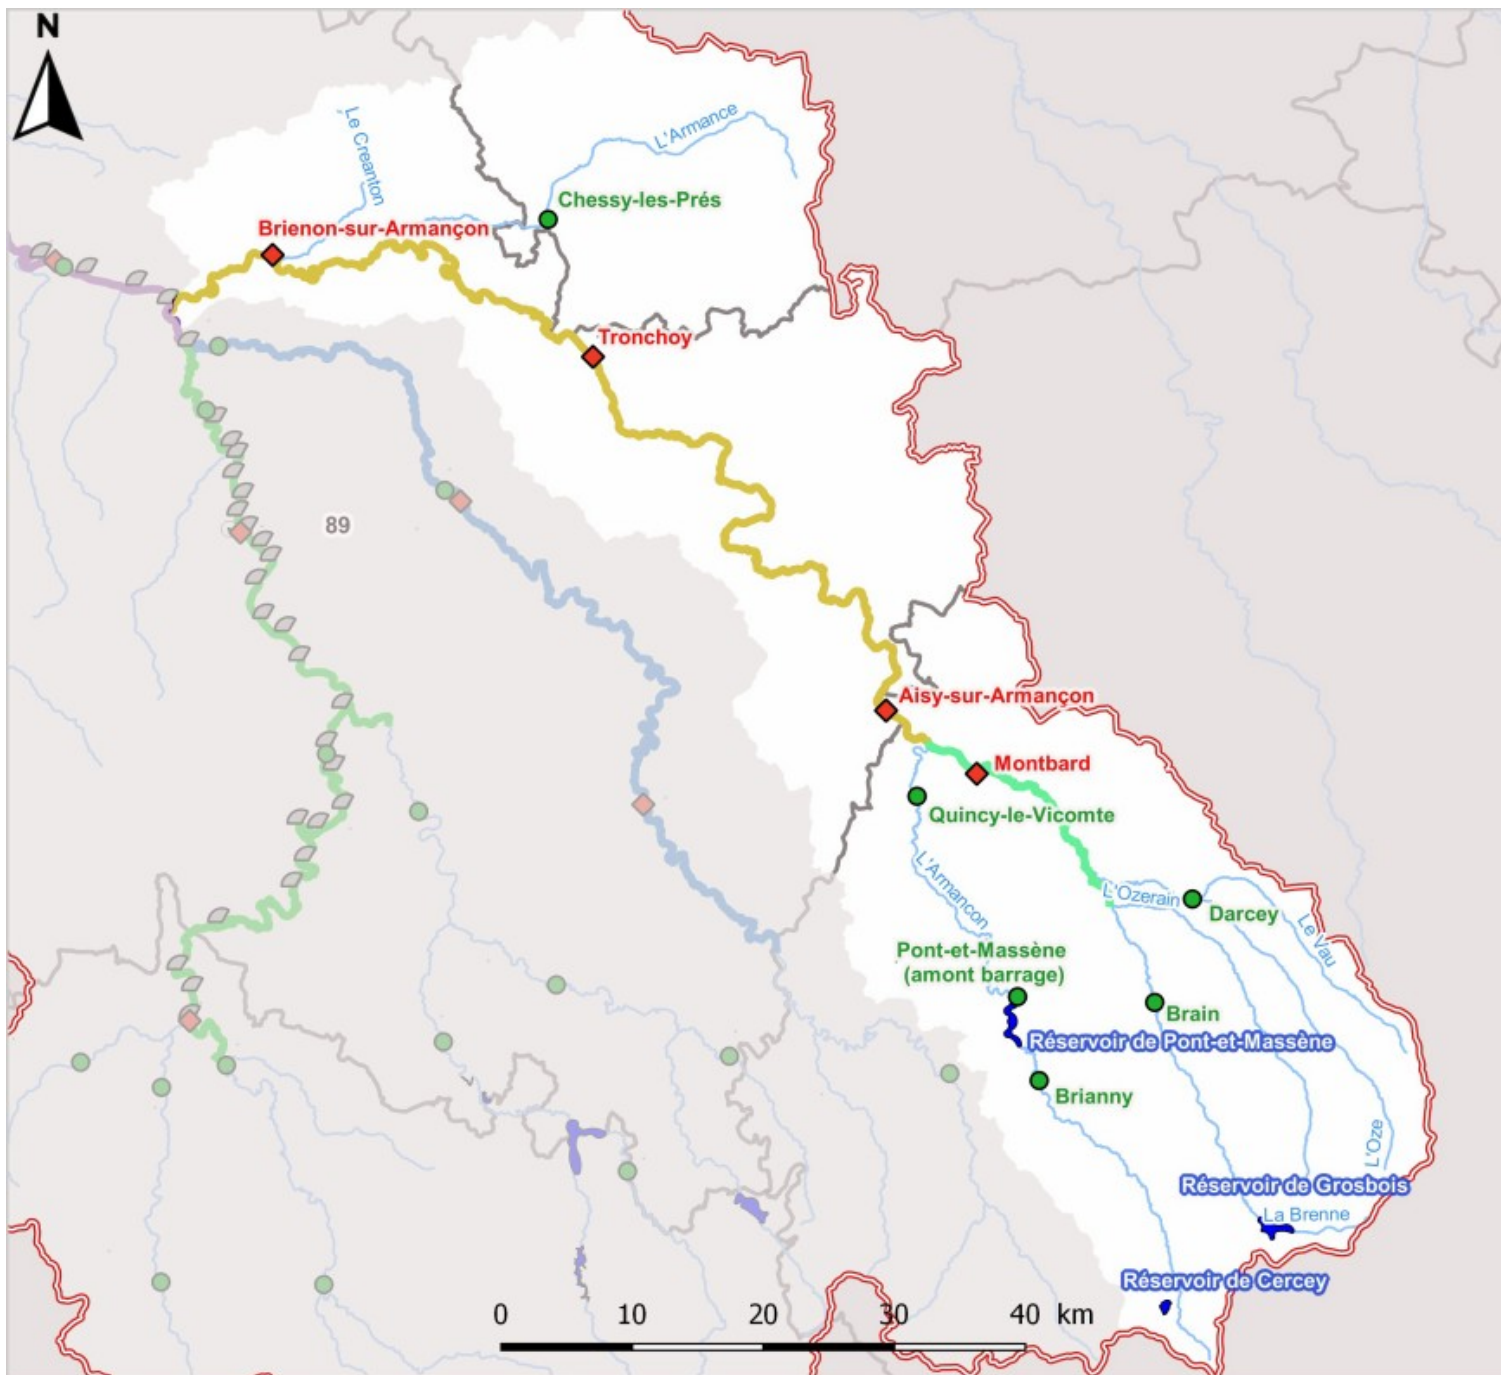 N
Le Creanton
L'Armance
Chessy-les-Prés
Brienon-sur-Armançon
Tronchoy
89
Aisy-sur-Armançon
Montbard
Quincy-le-Vicomte
L'Armancon
L'Ozerain
Darcey
Le Vau
Pont-et-Massène
(amont barrage)
Brain
Réservoir de Pont-et-Massène
Brianny
L'Oze
Réservoir de Grosbois
La Brenne
Réservoir de Cercey
0 10 20 30 40 km